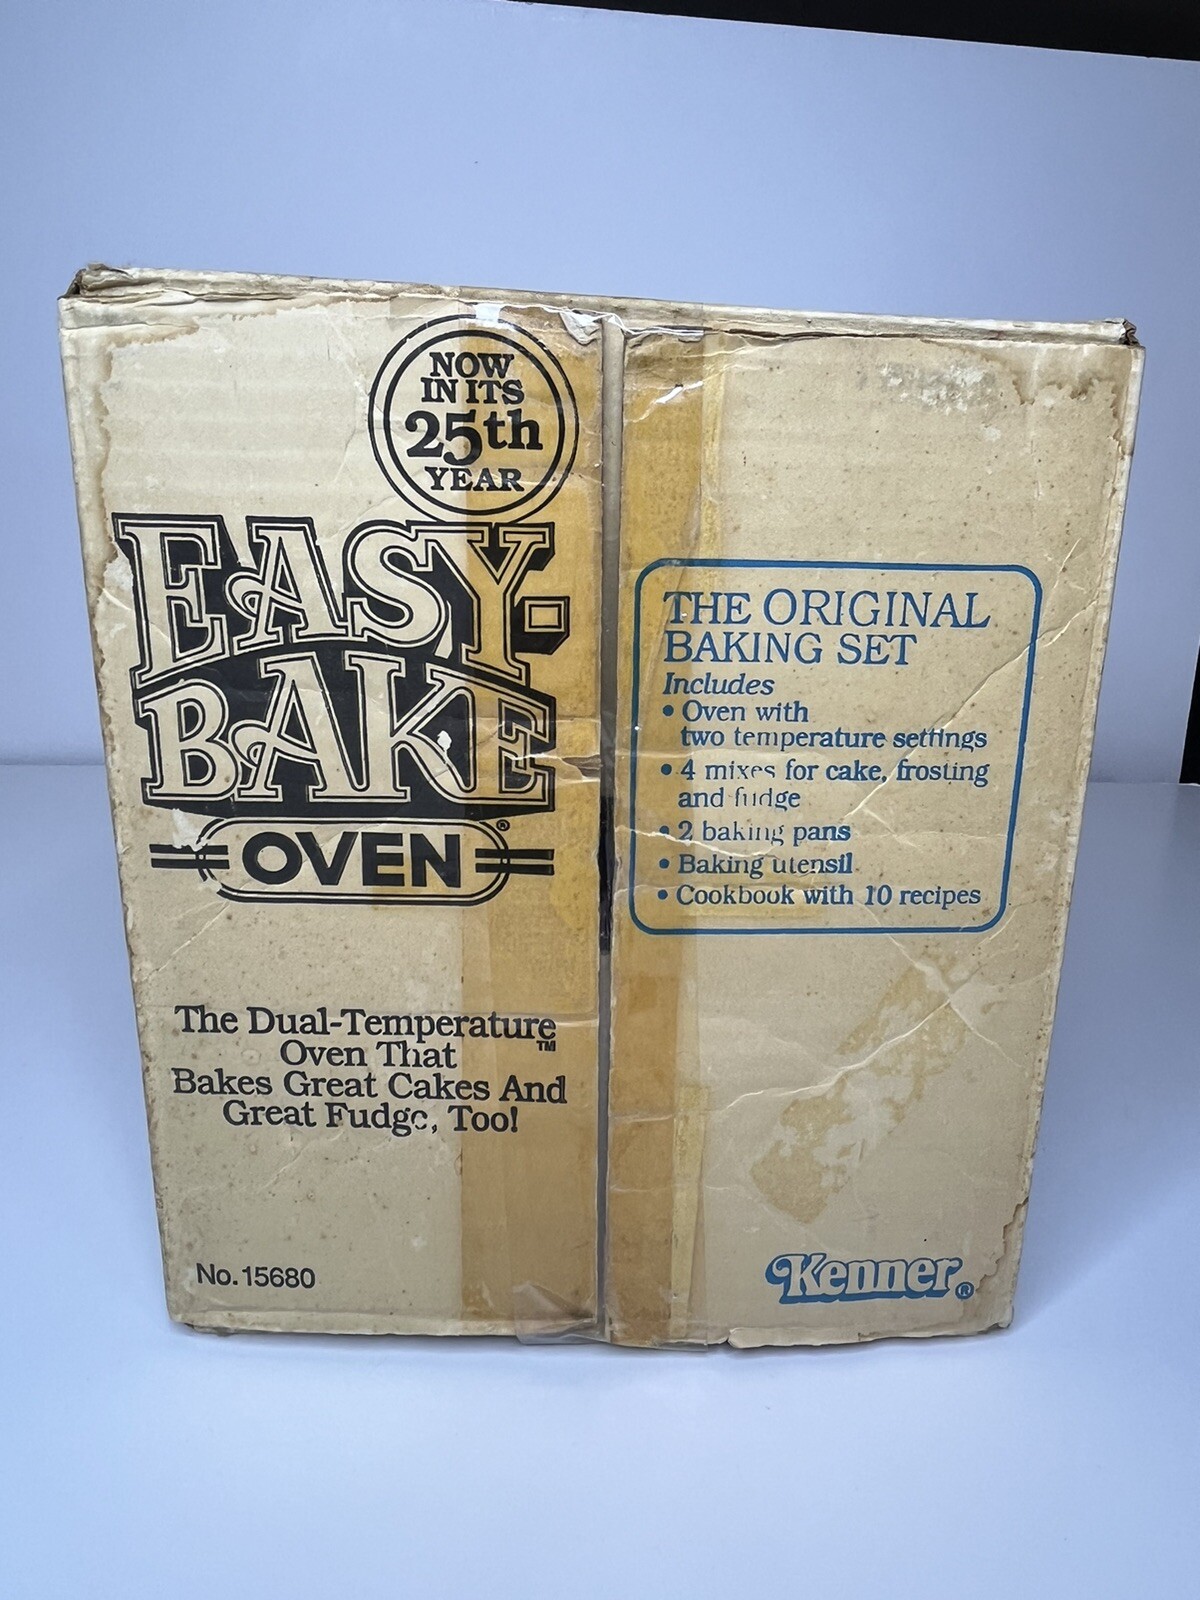 NOW
IN ITS
25th
YEAR
EASY-
BAKE
OVEN®
The Dual-Temperature™
Oven That
Bakes Great Cakes And
Great Fudge, Too!
No. 15680
THE ORIGINAL
BAKING SET
Includes
• Oven with
two temperature settings
• 4 mixes for cake, frosting
and fudge
• 2 baking pans
• Baking utensil
• Cookbook with 10 recipes
Kenner®